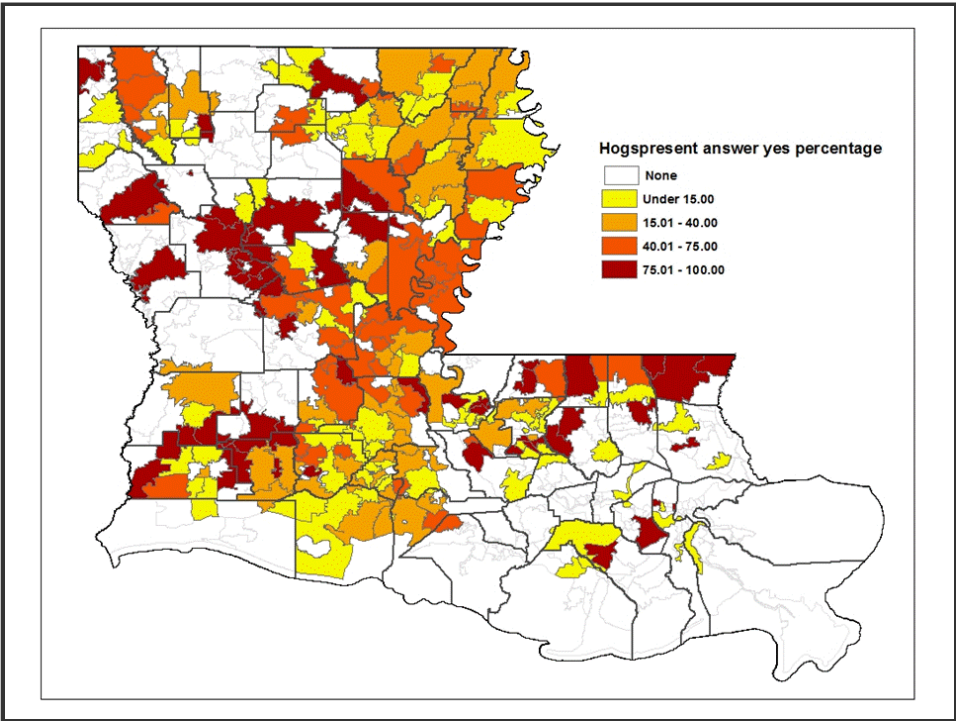 Hogspresent answer yes percentage
None
Under 15.00
15.01 - 40.00
40.01 - 75.00
75.01 - 100.00